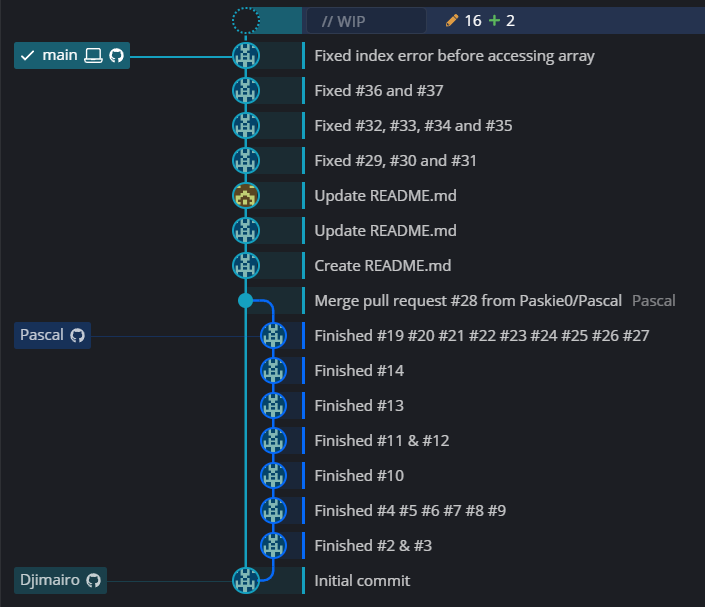 // WIP 16 2
main Fixed index error before accessing array
Fixed #36 and #37
Fixed #32, #33, #34 and #35
Fixed #29, #30 and #31
Update README.md
Update README.md
Create README.md
Merge pull request #28 from Paskie0/Pascal Pascal
Pascal Finished #19 #20 #21 #22 #23 #24 #25 #26 #27
Finished #14
Finished #13
Finished #11 & #12
Finished #10
Finished #4 #5 #6 #7 #8 #9
Finished #2 & #3
Djimairo Initial commit